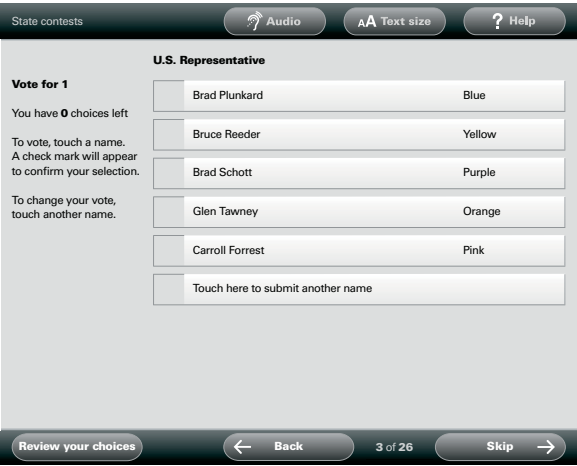 State contests
Audio
AA Text size
? Help
U.S. Representative
Vote for 1
You have 0 choices left
To vote, touch a name.
A check mark will appear
to confirm your selection.
To change your vote,
touch another name.
Brad Plunkard Blue
Bruce Reeder Yellow
Brad Schott Purple
Glen Tawney Orange
Carroll Forrest Pink
Touch here to submit another name
Review your choices
← Back
3 of 26
Skip →